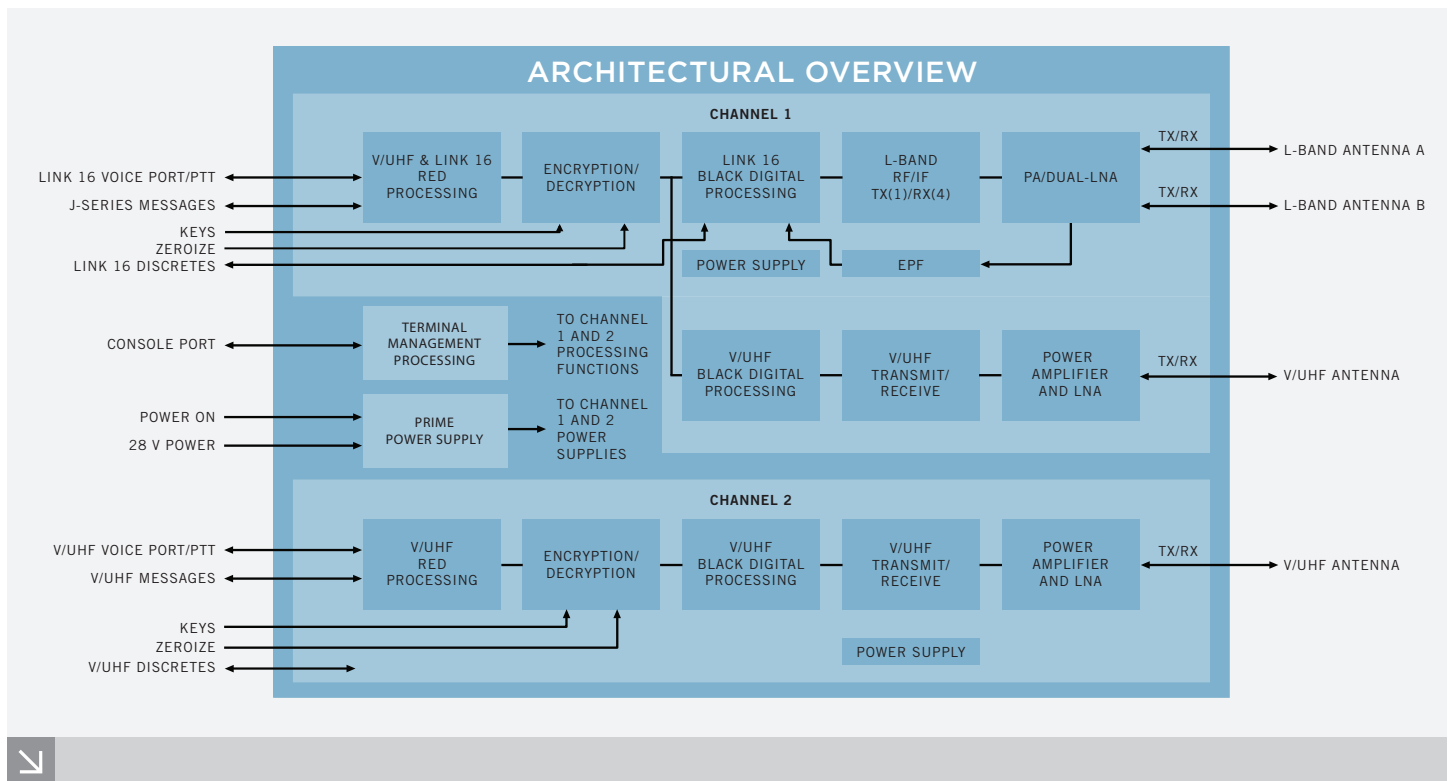 ARCHITECTURAL OVERVIEW
CHANNEL 1
LINK 16 VOICE PORT/PTT
J-SERIES MESSAGES
KEYS
ZEROIZE
LINK 16 DISCRETES
V/UHF & LINK 16
RED
PROCESSING
ENCRYPTION/
DECRYPTION
LINK 16
BLACK DIGITAL
PROCESSING
L-BAND
RF/IF
TX(1)/RX(4)
PA/DUAL-LNA
TX/RX
L-BAND ANTENNA A
TX/RX
L-BAND ANTENNA B
POWER SUPPLY
EPF
CONSOLE PORT
TERMINAL
MANAGEMENT
PROCESSING
TO CHANNEL
1 AND 2
PROCESSING
FUNCTIONS
V/UHF
BLACK DIGITAL
PROCESSING
V/UHF
TRANSMIT/
RECEIVE
POWER
AMPLIFIER
AND LNA
TX/RX
V/UHF ANTENNA
POWER ON
28 V POWER
PRIME
POWER SUPPLY
TO CHANNEL
1 AND 2
POWER
SUPPLIES
CHANNEL 2
V/UHF VOICE PORT/PTT
V/UHF MESSAGES
KEYS
ZEROIZE
V/UHF DISCRETES
V/UHF
RED
PROCESSING
ENCRYPTION/
DECRYPTION
V/UHF
BLACK DIGITAL
PROCESSING
V/UHF
TRANSMIT/
RECEIVE
POWER
AMPLIFIER
AND LNA
TX/RX
V/UHF ANTENNA
POWER SUPPLY